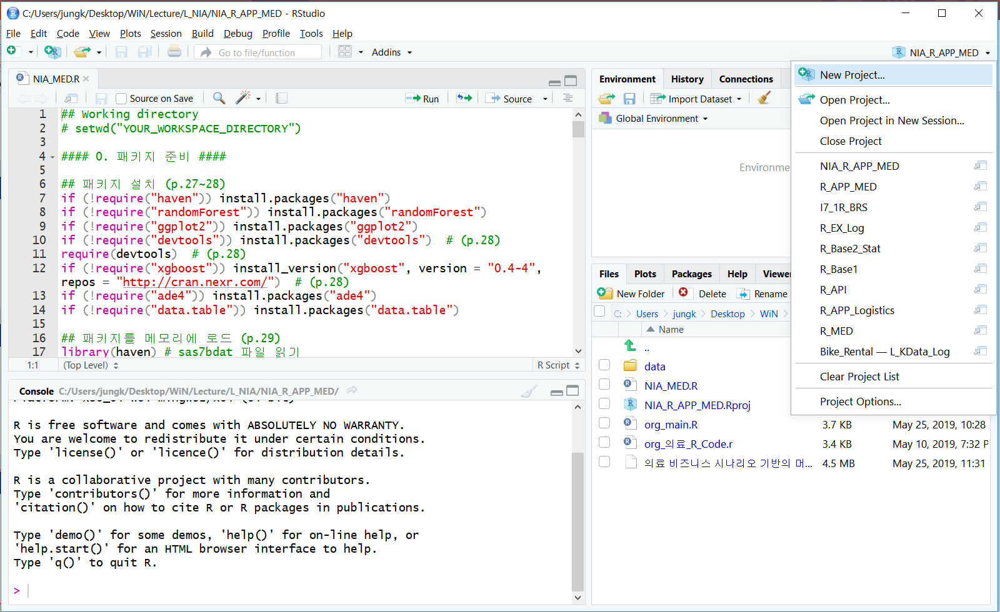 C:/Users/jungk/Desktop/WiN/Lecture/L_NIA/NIA_R_APP_MED - RStudio
File Edit Code View Plots Session Build Debug Profile Tools Help
Go to file/function Addins NIA_R_APP_MED
NIA_MED.R
Source on Save Run Source
1 ## Working directory
2 # setwd("YOUR_WORKSPACE_DIRECTORY")
3
4 #### 0. 패키지 준비 ####
5
6 ## 패키지 설치 (p.27~28)
7 if (!require("haven")) install.packages("haven")
8 if (!require("randomForest")) install.packages("randomForest")
9 if (!require("ggplot2")) install.packages("ggplot2")
10 if (!require("devtools")) install.packages("devtools")  # (p.28)
11 require(devtools)  # (p.28)
12 if (!require("xgboost")) install_version("xgboost", version = "0.4-4",
repos = "http://cran.nexr.com/")  # (p.28)
13 if (!require("ade4")) install.packages("ade4")
14 if (!require("data.table")) install.packages("data.table")
15
16 ## 패키지를 메모리에 로드 (p.29)
17 library(haven) # sas7bdat 파일 읽기
1:1 (Top Level) R Script
Console C:/Users/jungk/Desktop/WiN/Lecture/L_NIA/NIA_R_APP_MED/
R is free software and comes with ABSOLUTELY NO WARRANTY.
You are welcome to redistribute it under certain conditions.
Type 'license()' or 'licence()' for distribution details.
R is a collaborative project with many contributors.
Type 'contributors()' for more information and
'citation()' on how to cite R or R packages in publications.
Type 'demo()' for some demos, 'help()' for on-line help, or
'help.start()' for an HTML browser interface to help.
Type 'q()' to quit R.
>
Environment History Connections
Import Dataset
Global Environment
Environme
Files Plots Packages Help Viewer
New Folder Delete Rename
C: Users jungk Desktop WiN
Name
..
data
NIA_MED.R
NIA_R_APP_MED.Rproj
org_main.R 3.7 KB May 25, 2019, 10:28
org_의료_R_Code.r 3.4 KB May 10, 2019, 7:32 P
의료 비즈니스 시나리오 기반의 머... 4.5 MB May 25, 2019, 11:31
New Project...
Open Project...
Open Project in New Session...
Close Project
NIA_R_APP_MED
R_APP_MED
I7_1R_BRS
R_EX_Log
R_Base2_Stat
R_Base1
R_API
R_APP_Logistics
R_MED
Bike_Rental — L_KData_Log
Clear Project List
Project Options...